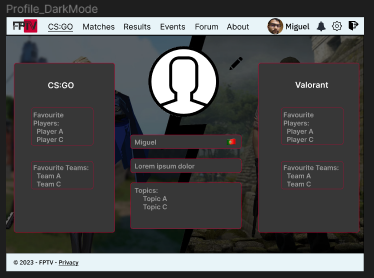 Profile_DarkMode
FPTV CS:GO Matches Results Events Forum About Miguel
CS:GO
Favourite
Players:
Player A
Player C
Favourite Teams:
Team A
Team C
Miguel
Lorem ipsum dolor
Topics:
Topic A
Topic C
Valorant
Favourite
Players:
Player A
Player C
Favourite Teams:
Team A
Team C
© 2023 - FPTV - Privacy